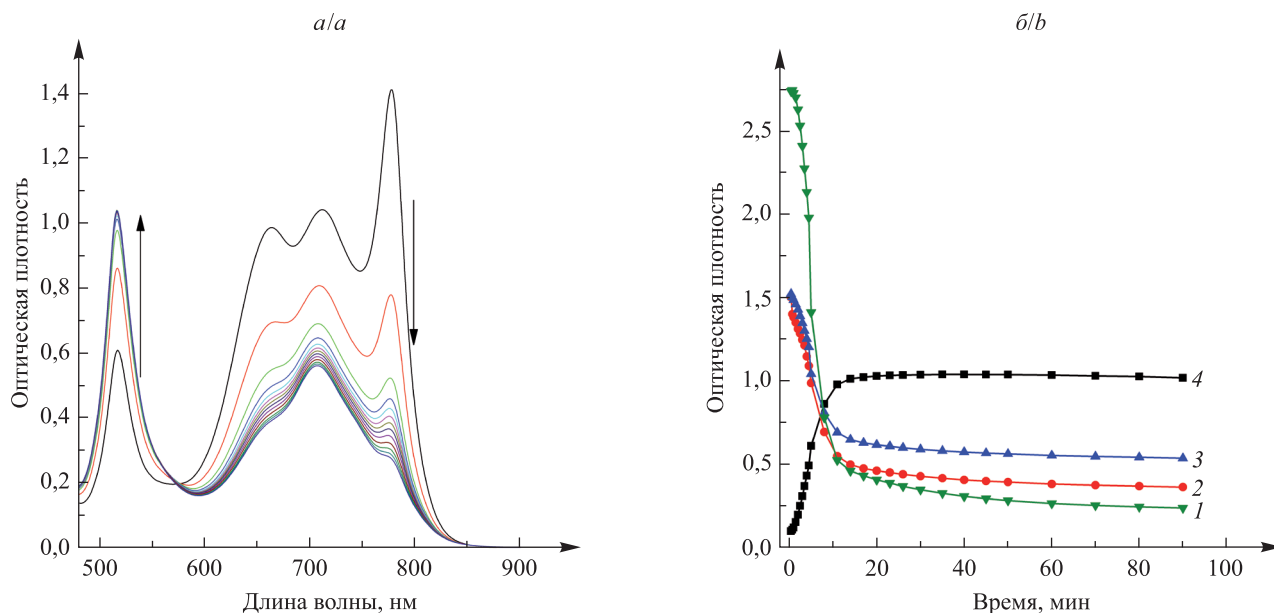 а/a
Оптическая плотность
1,4
1,2
1,0
0,8
0,6
0,4
0,2
0,0
500 600 700 800 900
Длина волны, нм
б/b
Оптическая плотность
2,5
2,0
1,5
1,0
0,5
0,0
4
3
2
1
0 20 40 60 80 100
Время, мин